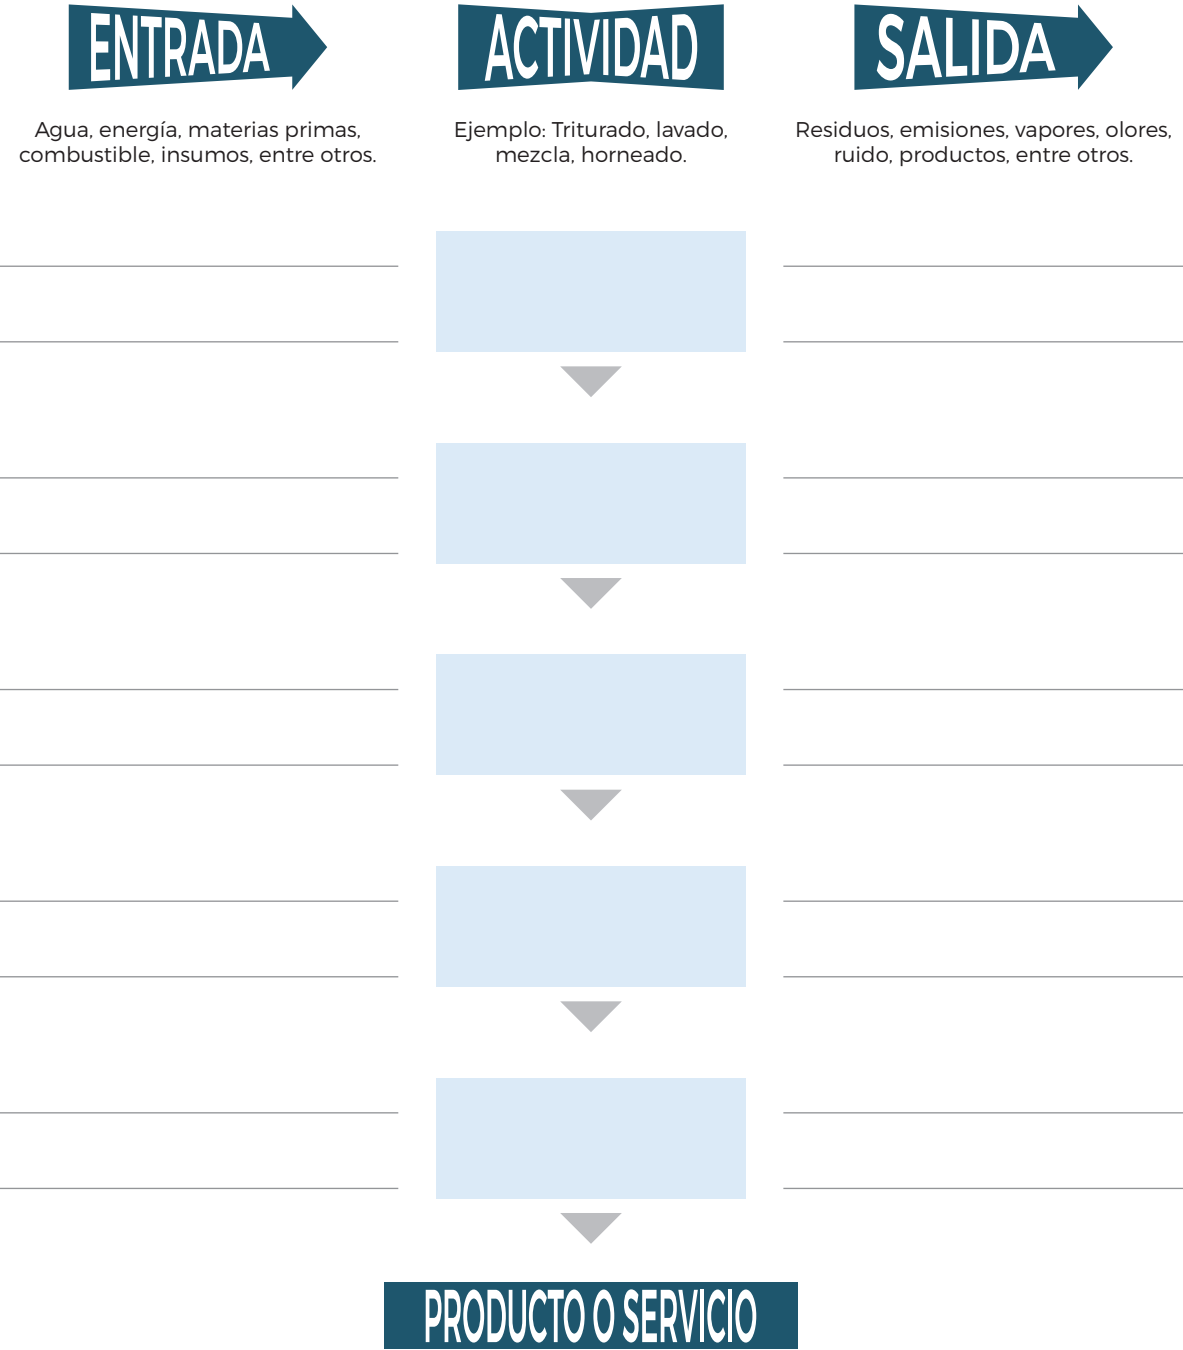 ENTRADA
Agua, energía, materias primas,
combustible, insumos, entre otros.
ACTIVIDAD
Ejemplo: Triturado, lavado,
mezcla, horneado.
SALIDA
Residuos, emisiones, vapores, olores,
ruido, productos, entre otros.
PRODUCTO O SERVICIO